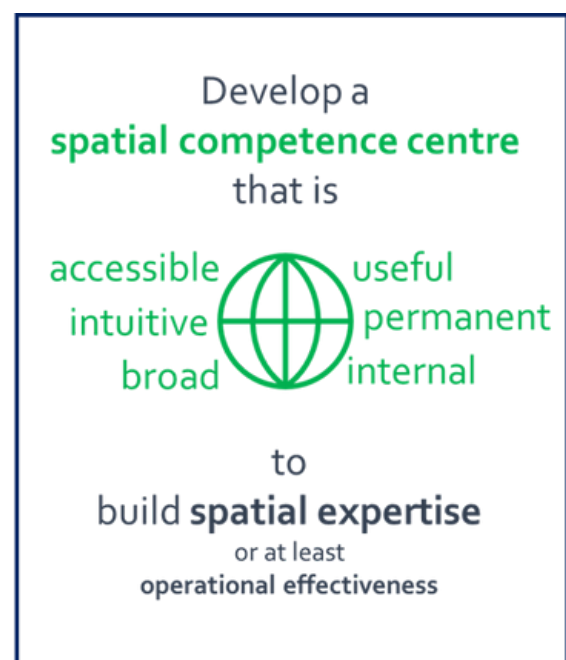 Develop a
spatial competence centre
that is
accessible useful
intuitive permanent
broad internal
to
build spatial expertise
or at least
operational effectiveness